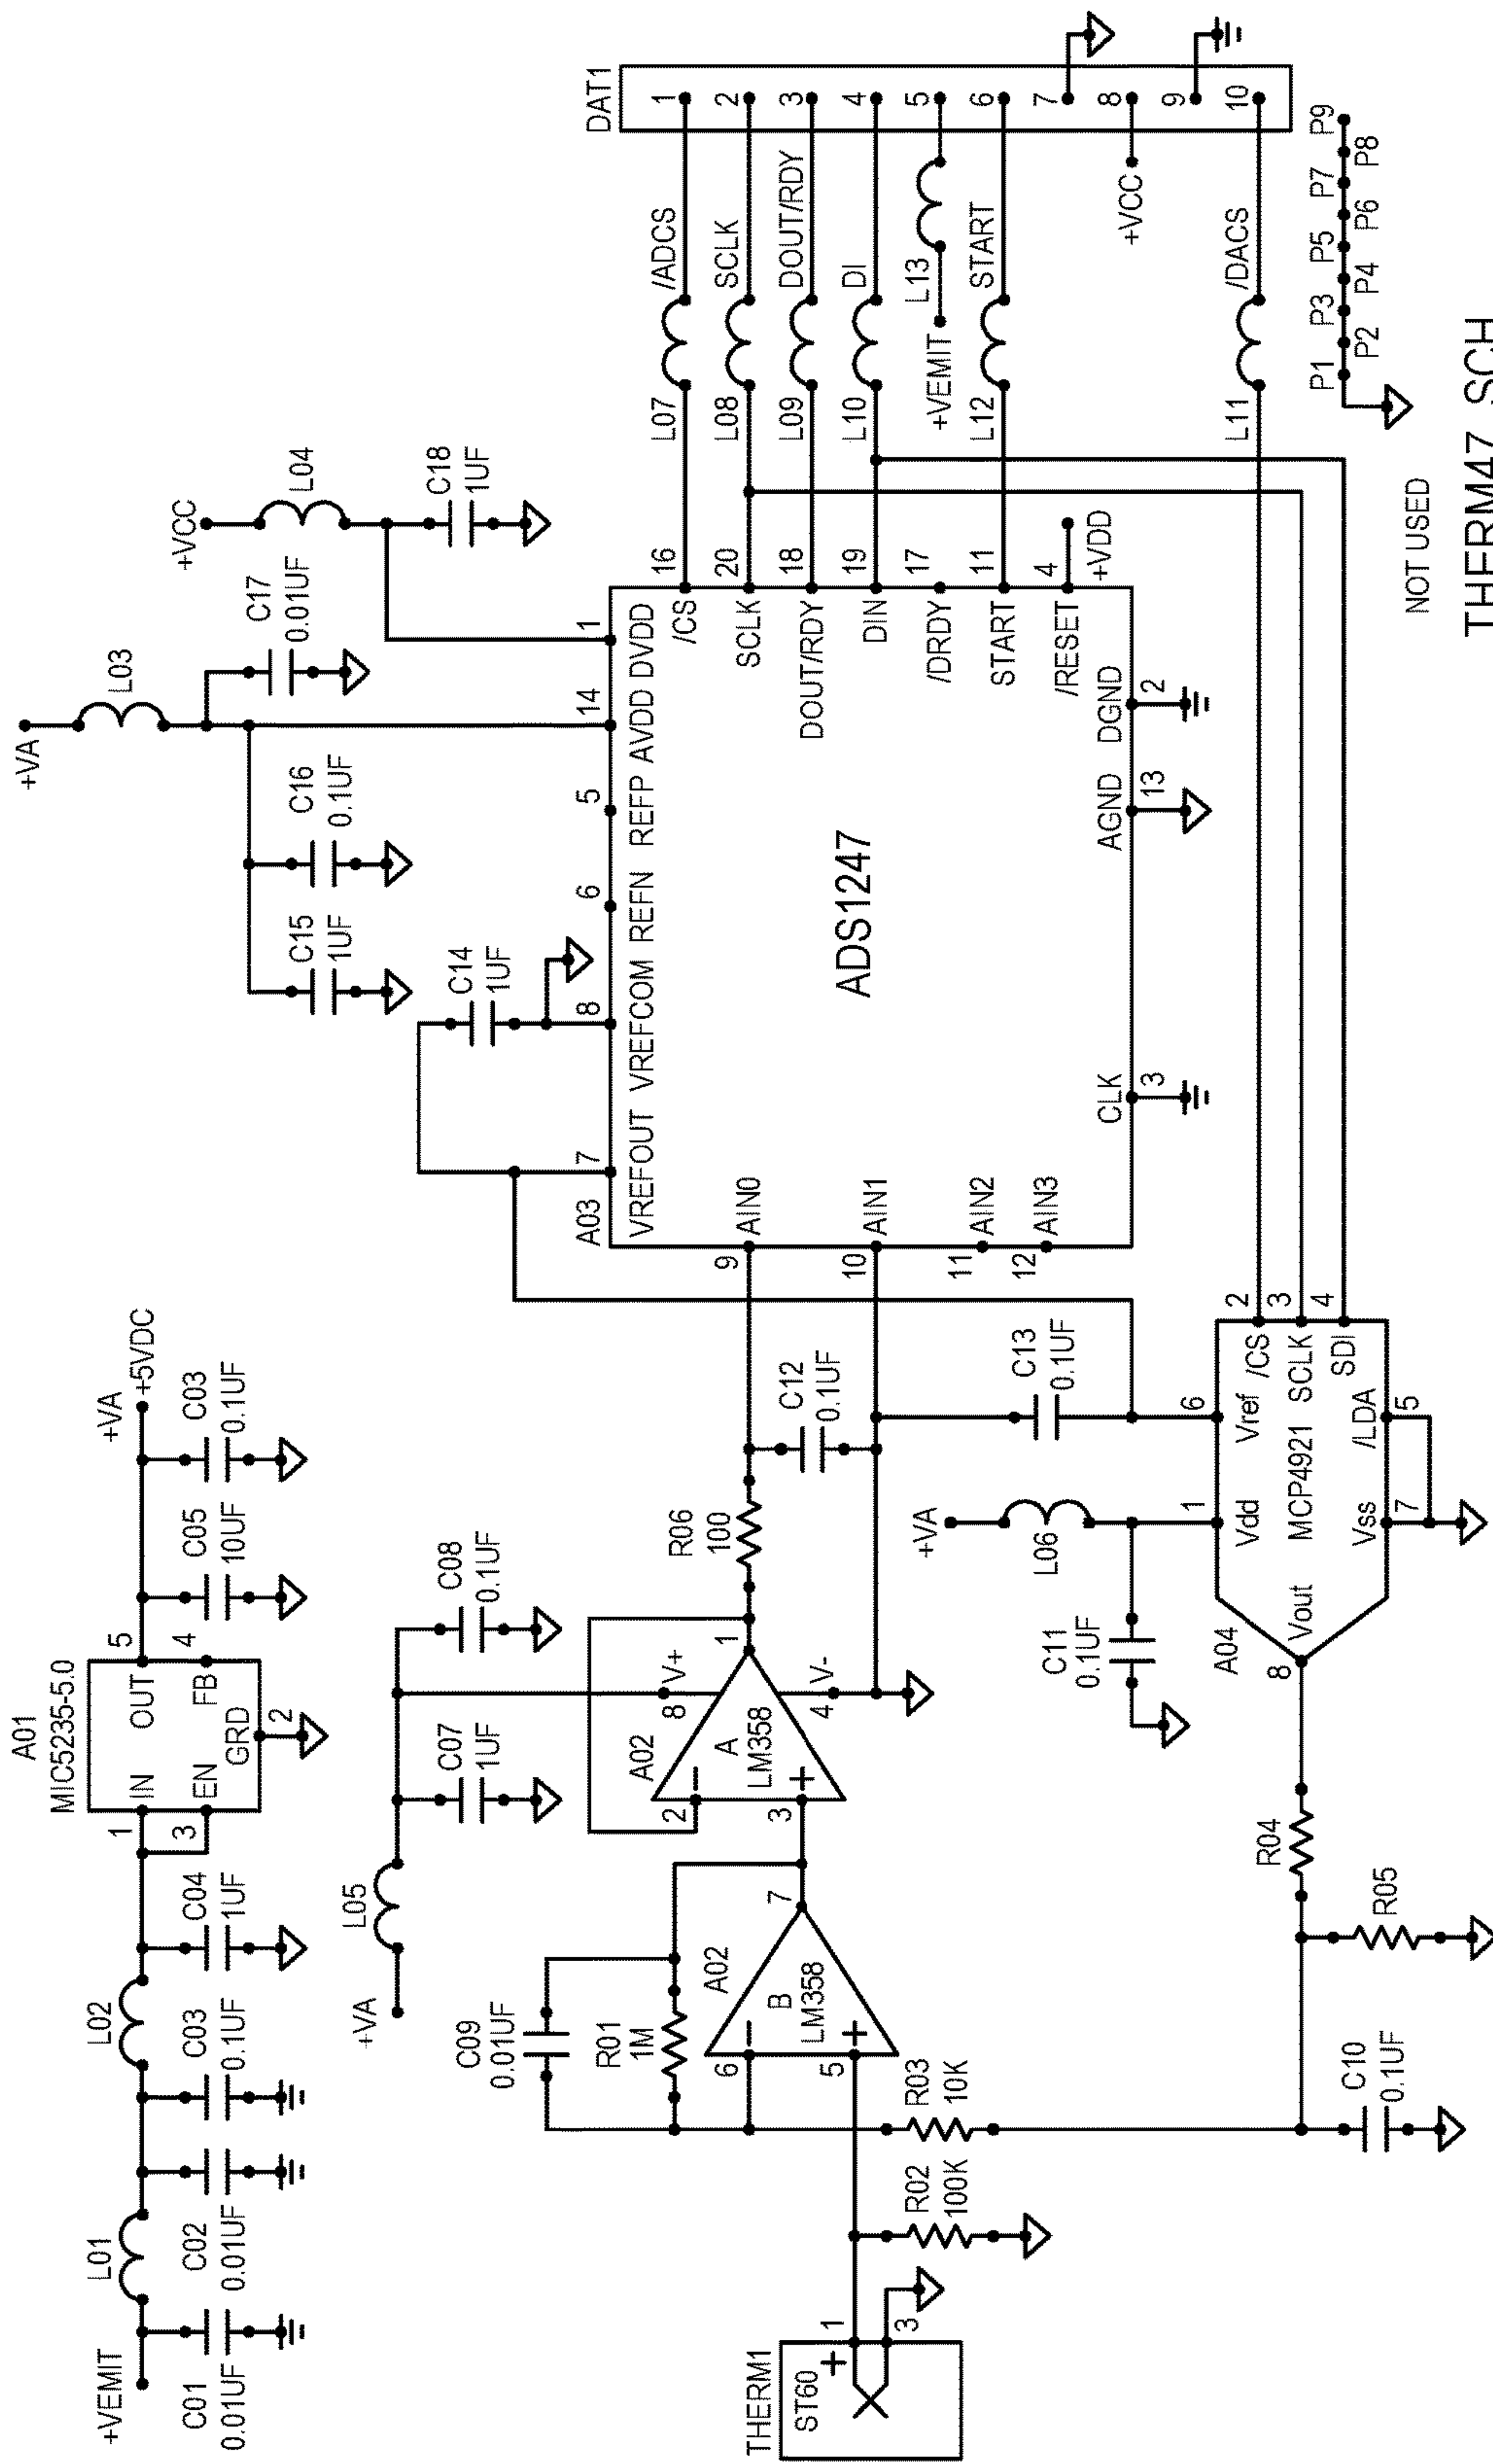 +VEMIT
C01
0.01UF
L01
C02
0.01UF
C03
0.1UF
L02
C04
1UF
A01
MIC5235-5.0
1
IN
3
EN
OUT
5
FB
4
GRD
2
C05
10UF
C03
0.1UF
+VA
+5VDC
+VA
L05
C07
1UF
C08
0.1UF
THERM1
ST60
+
1
3
R02
100K
R03
10K
C09
0.01UF
R01
1M
A02
B
LM358
6
-
5
+
7
A02
A
LM358
2
-
3
+
8
V+
4
V-
1
R06
100
C12
0.1UF
C13
0.1UF
C10
0.1UF
R05
R04
+VA
L06
C11
0.1UF
A04
8
Vout
Vdd
1
Vref
6
MCP4921
/CS
2
SCLK
3
SDI
4
Vss
7
/LDA
5
A03
ADS1247
VREFOUT
7
VREFCOM
8
REFN
6
REFP
5
AVDD
14
DVDD
1
9
AIN0
10
AIN1
11
AIN2
12
AIN3
CLK
3
AGND
13
DGND
2
/CS
16
SCLK
20
DOUT/RDY
18
DIN
19
/DRDY
17
START
11
/RESET
4
+VDD
C14
1UF
C15
1UF
C16
0.1UF
+VA
L03
C17
0.01UF
+VCC
L04
C18
1UF
L07
/ADCS
L08
SCLK
L09
DOUT/RDY
L10
DI
+VEMIT
L13
L12
START
+VCC
L11
/DACS
DAT1
1
2
3
4
5
6
7
8
9
10
P1
P2
P3
P4
P5
P6
P7
P8
P9
NOT USED
THERM47_SCH